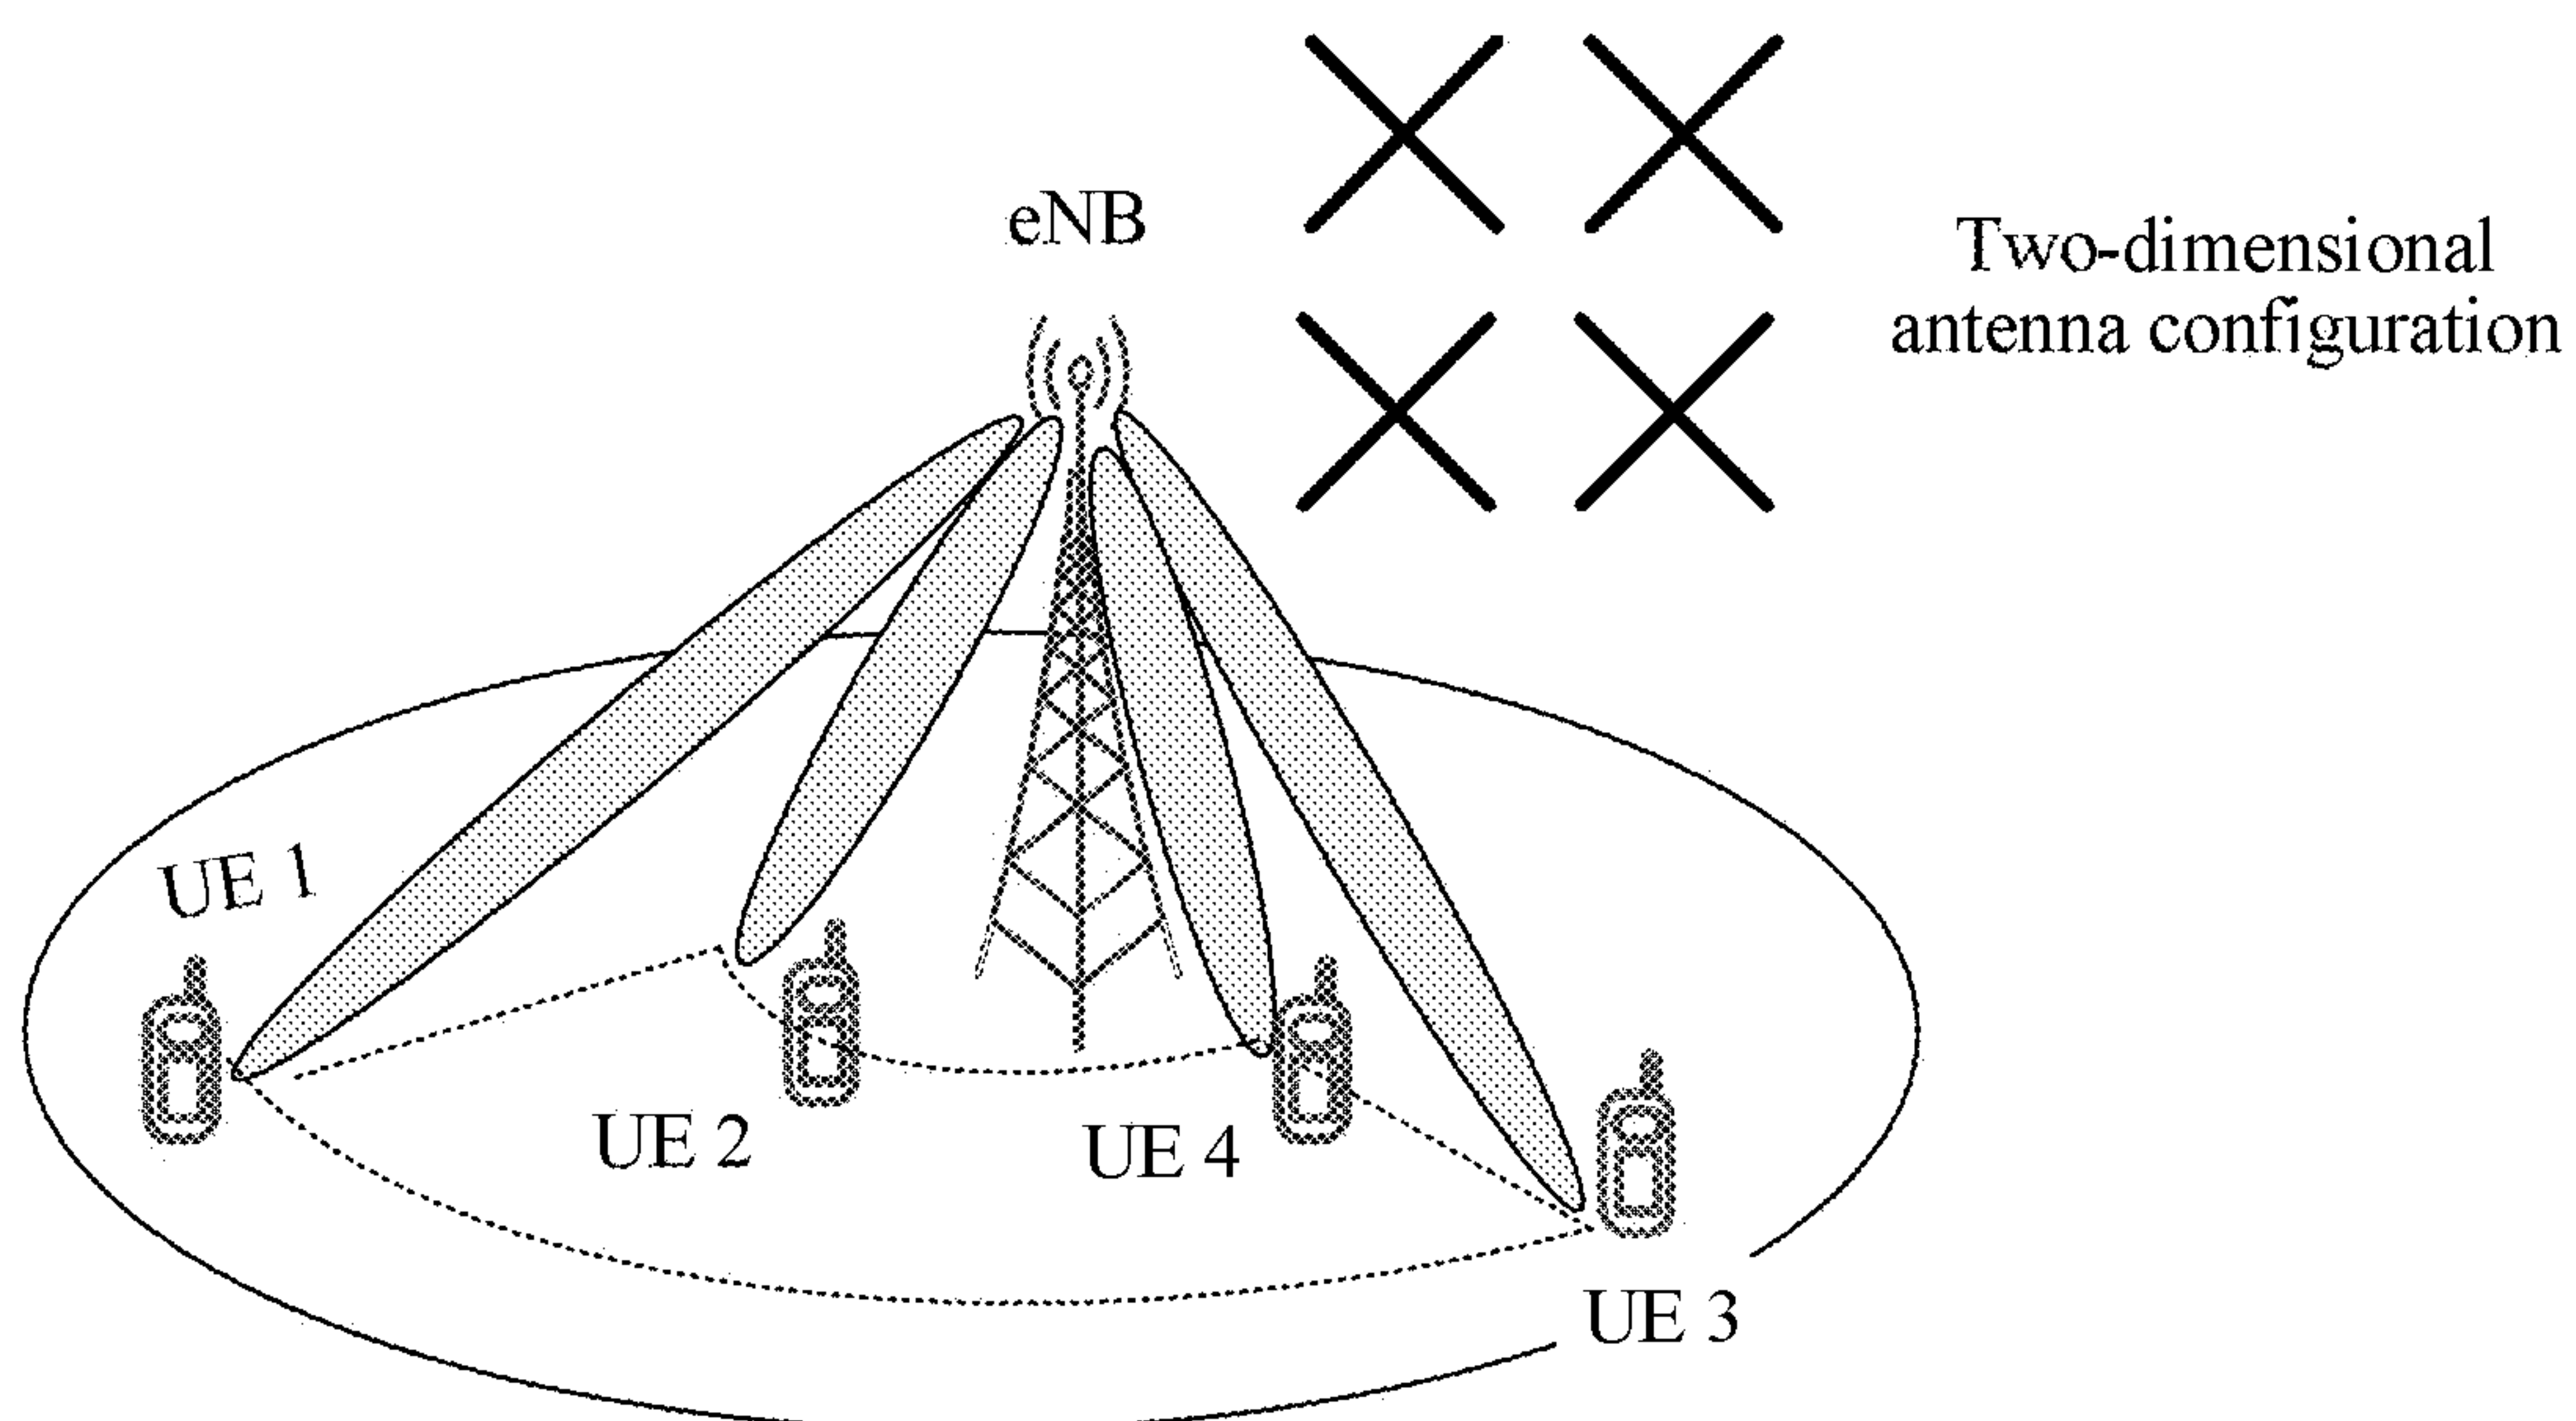 eNB
Two-dimensional
antenna configuration
UE 1
UE 2
UE 4
UE 3